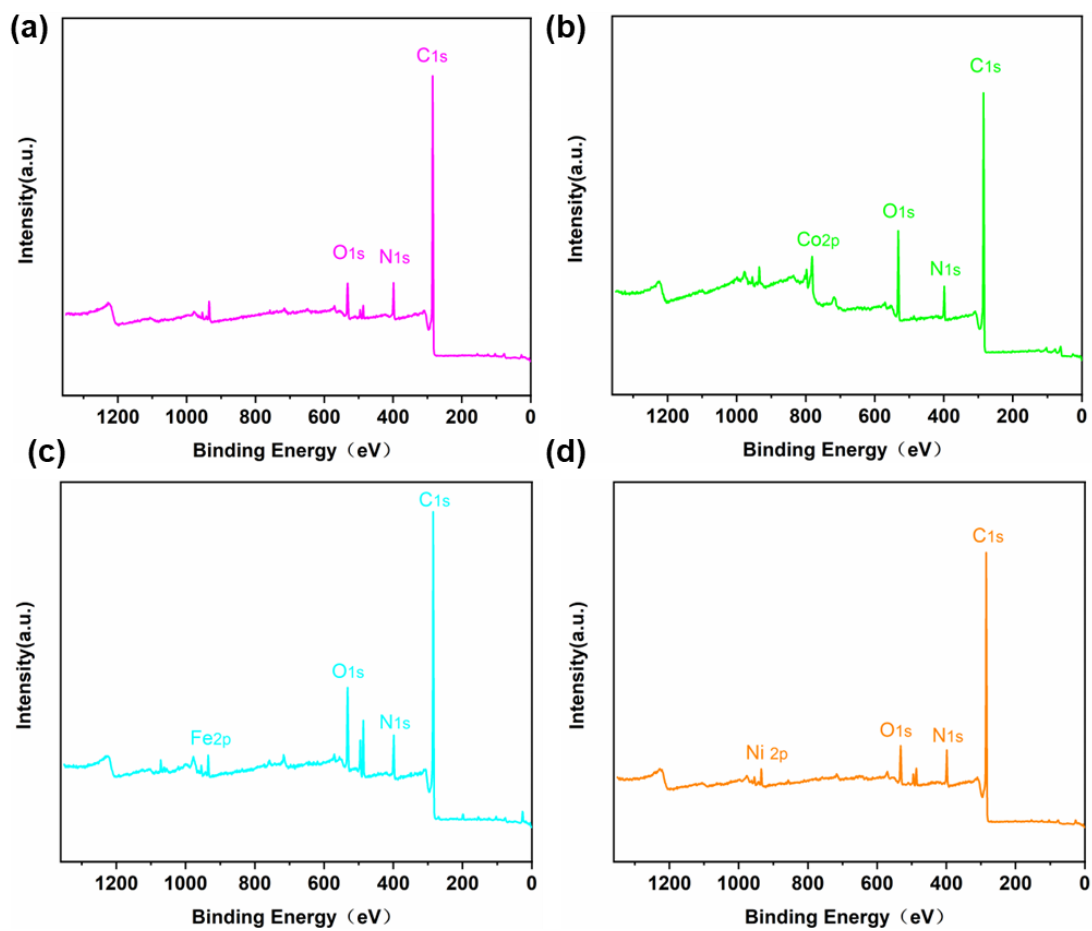 (a)
C1s
O1s
N1s
Intensity(a.u.)
1200 1000 800 600 400 200 0
Binding Energy（eV）
(b)
C1s
O1s
Co2p
N1s
Intensity(a.u.)
1200 1000 800 600 400 200 0
Binding Energy（eV）
(c)
C1s
O1s
N1s
Fe2p
Intensity(a.u.)
1200 1000 800 600 400 200 0
Binding Energy（eV）
(d)
C1s
O1s
N1s
Ni 2p
Intensity(a.u.)
1200 1000 800 600 400 200 0
Binding Energy（eV）